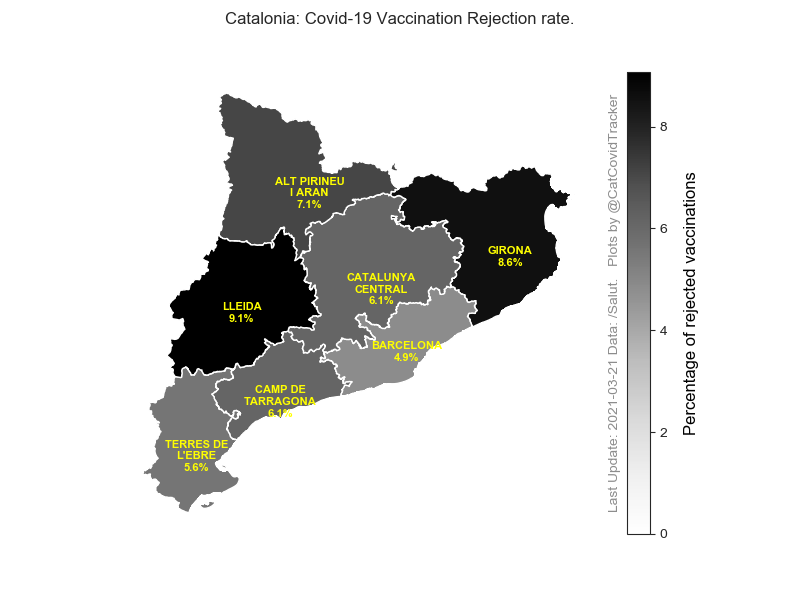 Catalonia: Covid-19 Vaccination Rejection rate.
ALT PIRINEU
I ARAN
7.1%
GIRONA
8.6%
CATALUNYA
CENTRAL
6.1%
LLEIDA
9.1%
BARCELONA
4.9%
CAMP DE
TARRAGONA
6.1%
TERRES DE
L'EBRE
5.6%
Last Update: 2021-03-21 Data: /Salut.   Plots by @CatCovidTracker
8
6
4
2
0
Percentage of rejected vaccinations